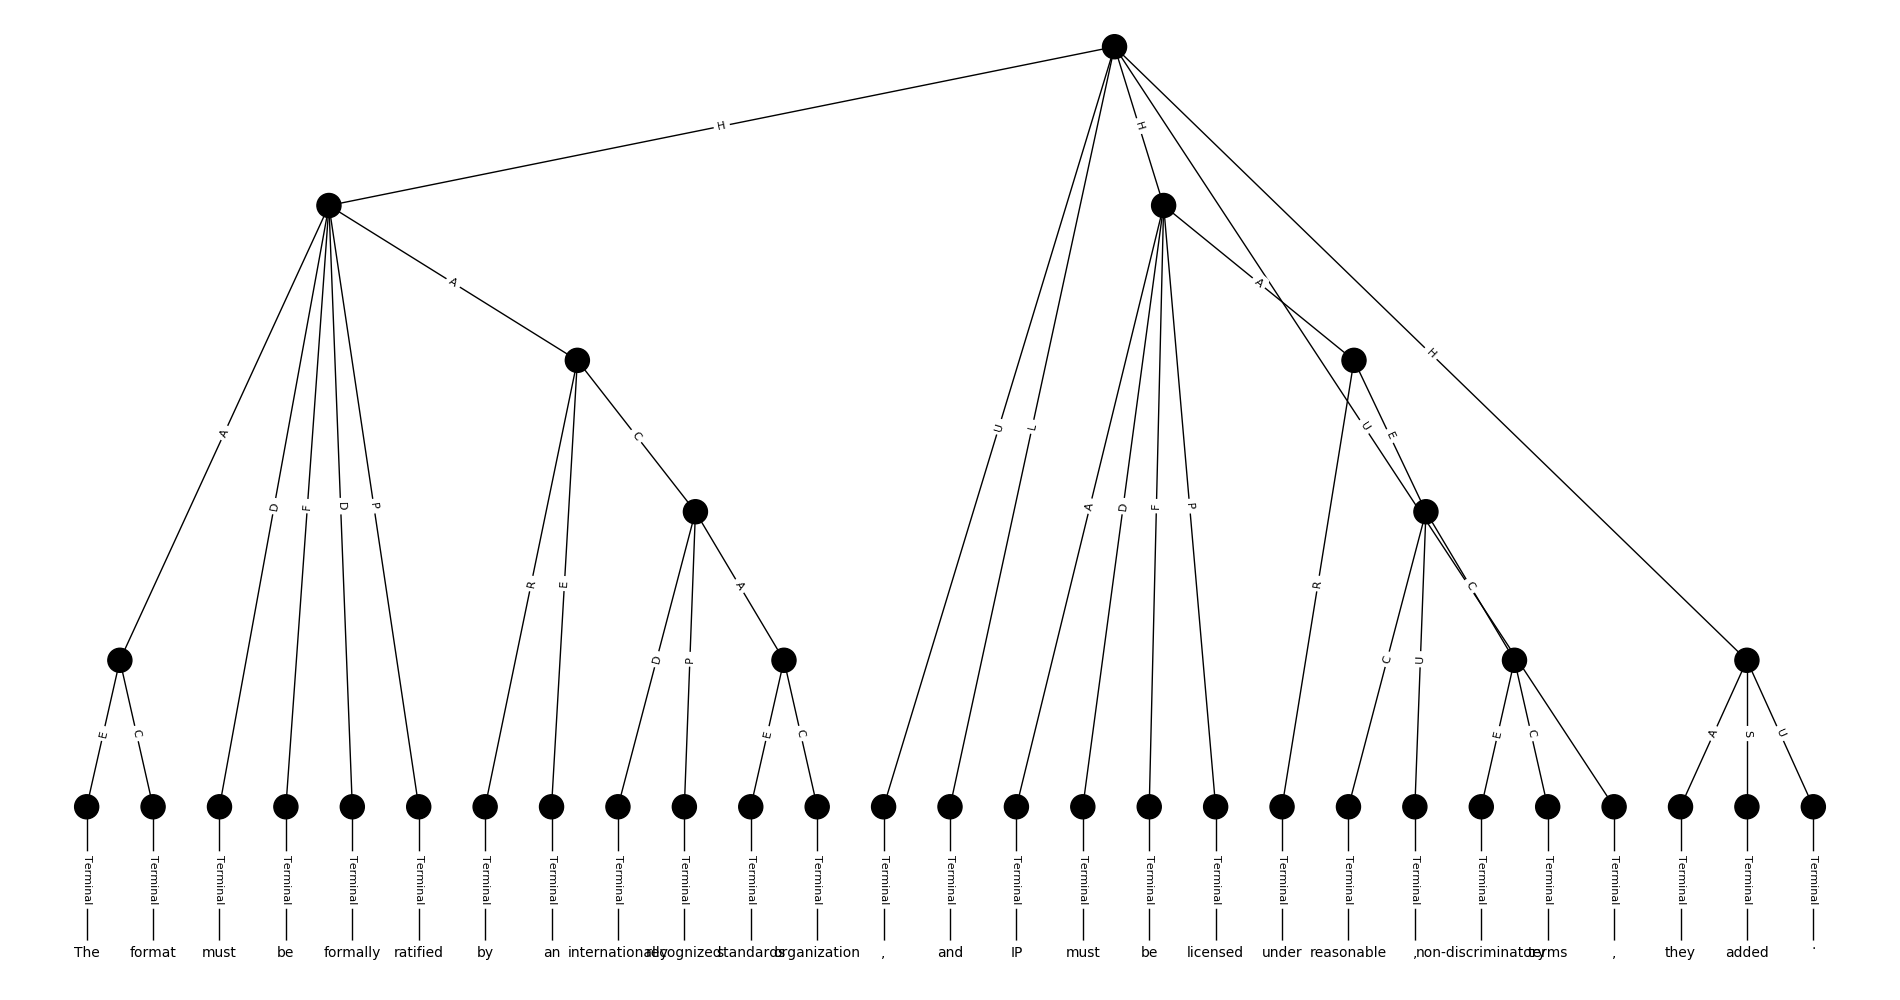 H
H
A
A
H
A
U
L
U
E
A
C
D
F
D
P
A
D
F
P
R
E
A
R
C
D
P
C
U
E
C
E
C
E
C
A
S
U
Terminal Terminal Terminal Terminal Terminal Terminal Terminal Terminal Terminal Terminal Terminal Terminal Terminal Terminal Terminal Terminal Terminal Terminal Terminal Terminal Terminal Terminal Terminal Terminal Terminal Terminal Terminal
The format must be formally ratified by an internationally recognized standards organization , and IP must be licensed under reasonable , non-discriminatory terms , they added .